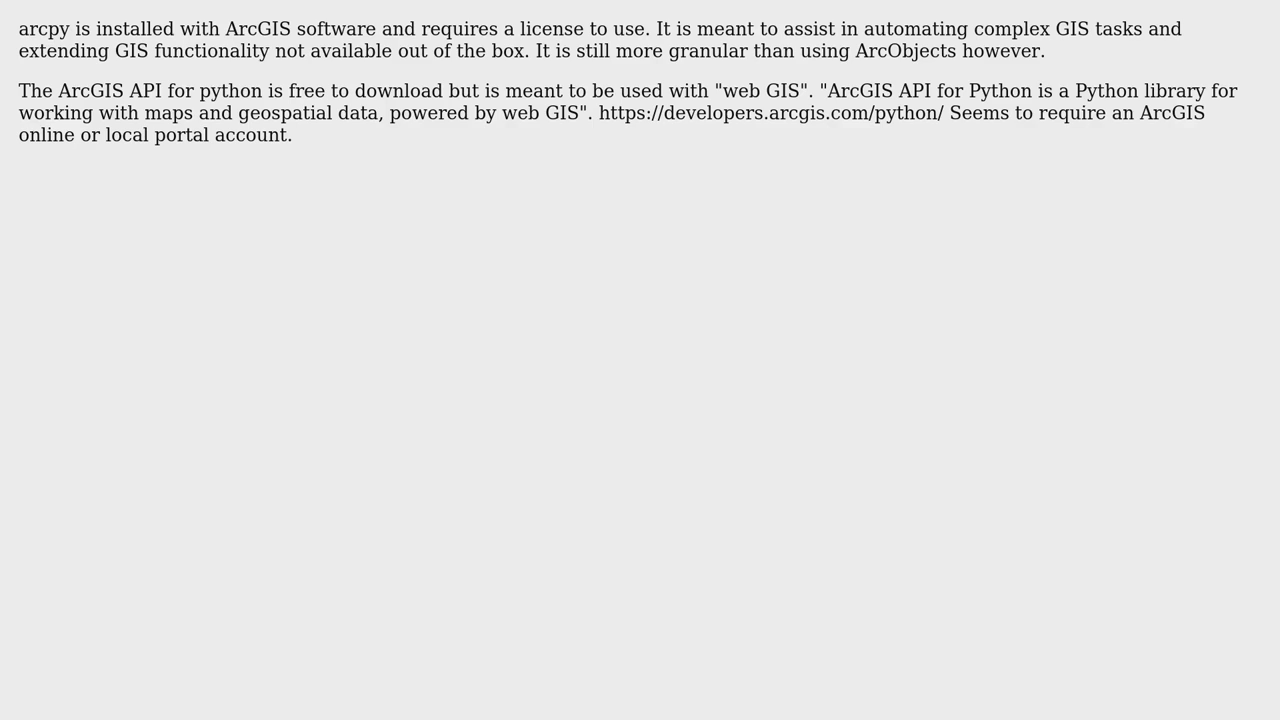 arcpy is installed with ArcGIS software and requires a license to use. It is meant to assist in automating complex GIS tasks and
extending GIS functionality not available out of the box. It is still more granular than using ArcObjects however.
The ArcGIS API for python is free to download but is meant to be used with "web GIS". "ArcGIS API for Python is a Python library for
working with maps and geospatial data, powered by web GIS". https://developers.arcgis.com/python/ Seems to require an ArcGIS
online or local portal account.